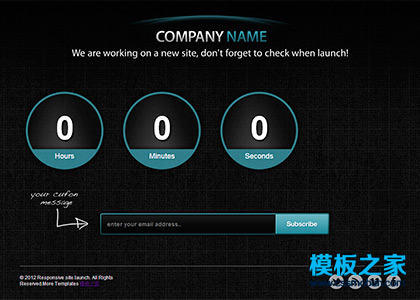 COMPANY NAME
We are working on a new site, don't forget to check when launch!
0 0 0
Hours Minutes Seconds
your cufon
message
enter your email address..
Subscribe
© 2012 Responsive site launch. All Rights
Reserved.More Templates
模板之家